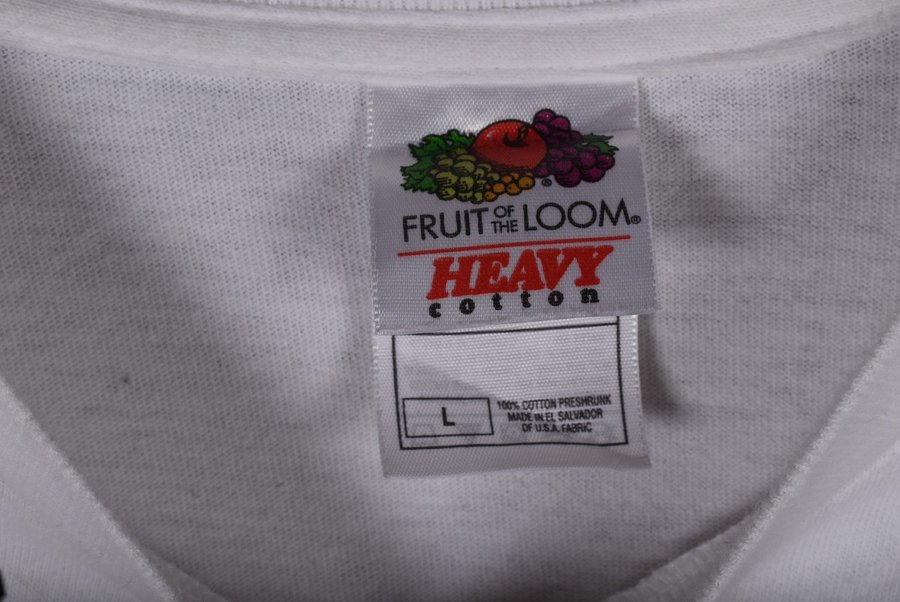 FRUIT OF THE LOOM®
HEAVY
cotton
L
100% COTTON PRESHRUNK
MADE IN EL SALVADOR
OF U.S.A. FABRIC